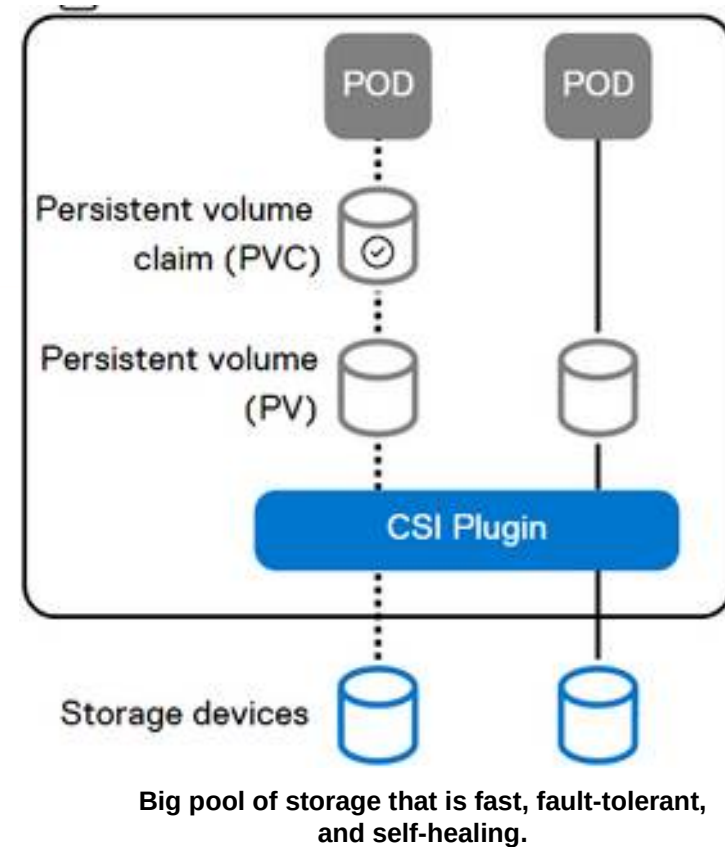 POD
POD
Persistent volume
claim (PVC)
Persistent volume
(PV)
CSI Plugin
Storage devices
Big pool of storage that is fast, fault-tolerant,
and self-healing.